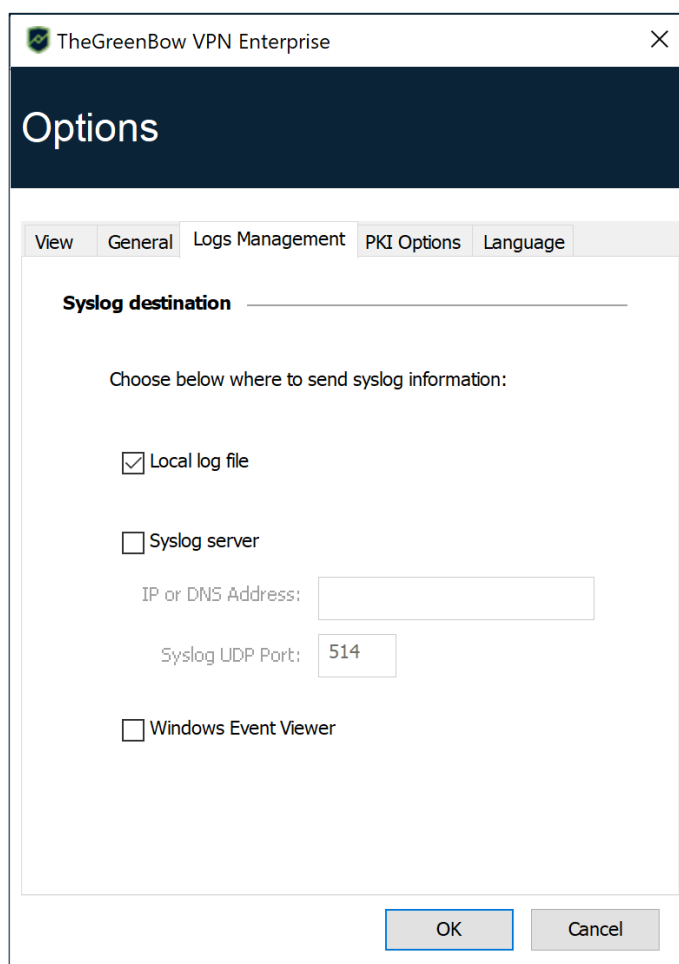 TheGreenBow VPN Enterprise
Options
View General Logs Management PKI Options Language
Syslog destination
Choose below where to send syslog information:
Local log file
Syslog server
IP or DNS Address:
Syslog UDP Port: 514
Windows Event Viewer
OK Cancel